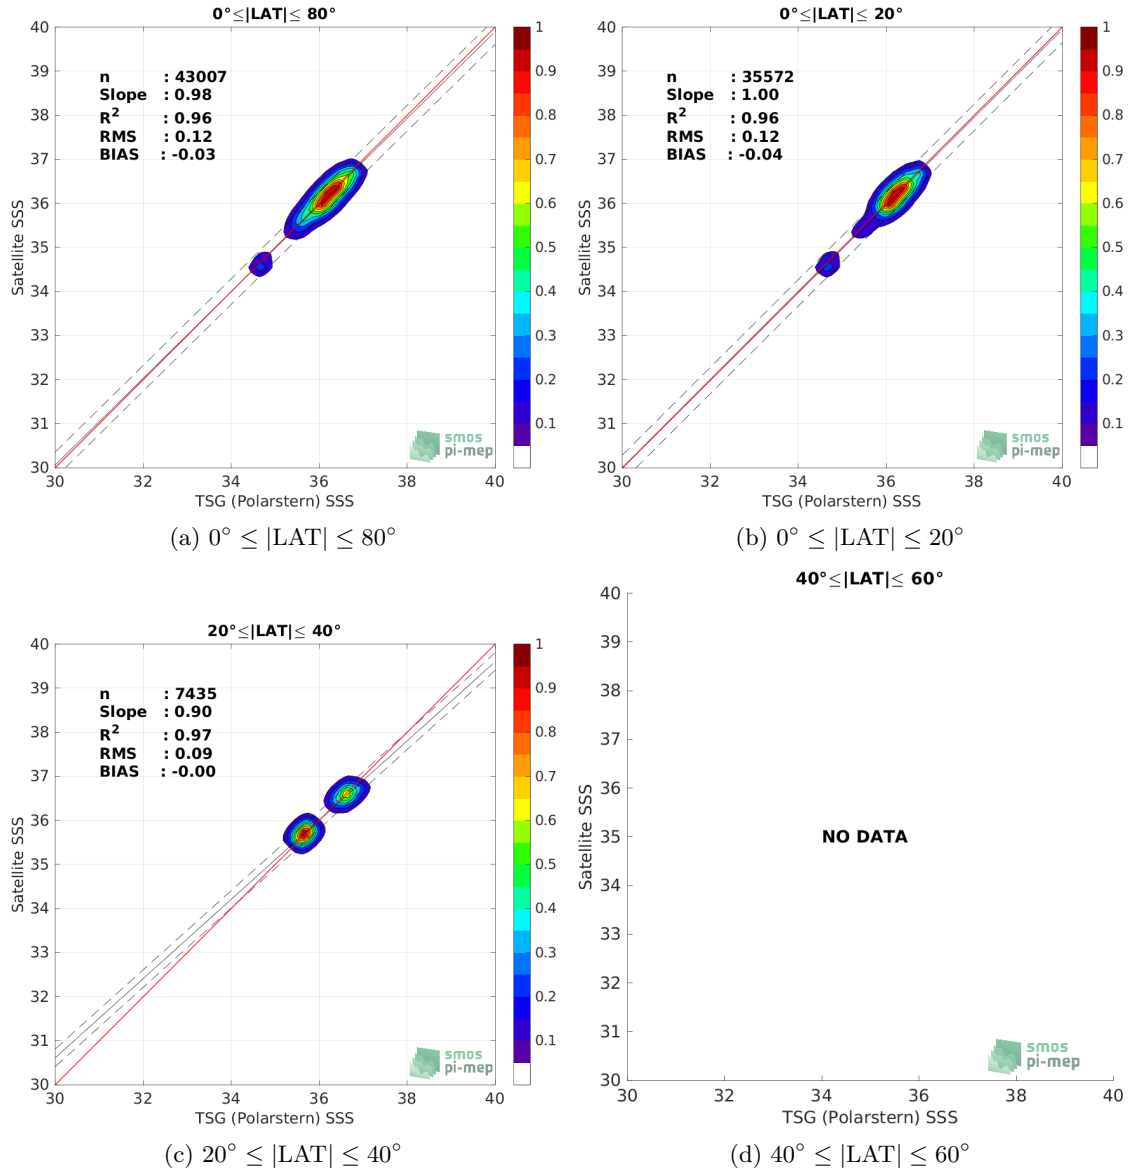 0°≤|LAT|≤ 80°
n : 43007
Slope : 0.98
R2 : 0.96
RMS : 0.12
BIAS : -0.03
40
39
38
37
36
35
34
33
32
31
30
Satellite SSS
30 32 34 36 38 40
TSG (Polarstern) SSS
1
0.9
0.8
0.7
0.6
0.5
0.4
0.3
0.2
0.1
smos
pi-mep
(a) 0° ≤ |LAT| ≤ 80°
0°≤|LAT|≤ 20°
n : 35572
Slope : 1.00
R2 : 0.96
RMS : 0.12
BIAS : -0.04
40
39
38
37
36
35
34
33
32
31
30
Satellite SSS
30 32 34 36 38 40
TSG (Polarstern) SSS
1
0.9
0.8
0.7
0.6
0.5
0.4
0.3
0.2
0.1
smos
pi-mep
(b) 0° ≤ |LAT| ≤ 20°
20°≤|LAT|≤ 40°
n : 7435
Slope : 0.90
R2 : 0.97
RMS : 0.09
BIAS : -0.00
40
39
38
37
36
35
34
33
32
31
30
Satellite SSS
30 32 34 36 38 40
TSG (Polarstern) SSS
1
0.9
0.8
0.7
0.6
0.5
0.4
0.3
0.2
0.1
smos
pi-mep
(c) 20° ≤ |LAT| ≤ 40°
40°≤|LAT|≤ 60°
40
39
38
37
36
35
34
33
32
31
30
Satellite SSS
NO DATA
30 32 34 36 38 40
TSG (Polarstern) SSS
smos
pi-mep
(d) 40° ≤ |LAT| ≤ 60°